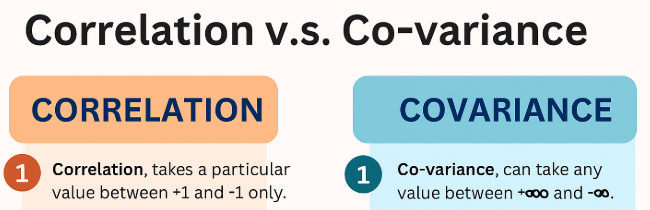 Correlation v.s. Co-variance
CORRELATION
COVARIANCE
1
Correlation, takes a particular
value between +1 and -1 only.
1
Co-variance, can take any
value between +∞ and -∞.